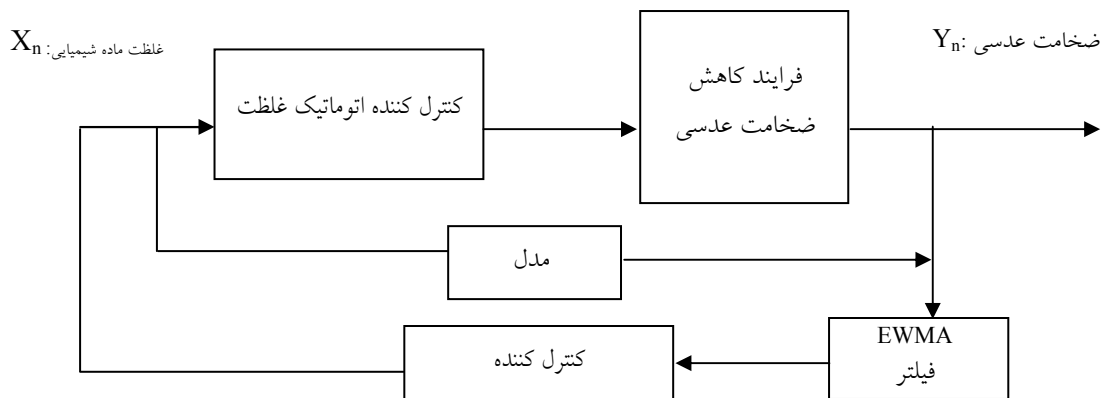 Xn: غلظت ماده شیمیایی
Yn: ضخامت عدسی
کنترل کننده اتوماتیک غلظت
فرایند کاهش
ضخامت عدسی
مدل
EWMA
فیلتر
کنترل کننده